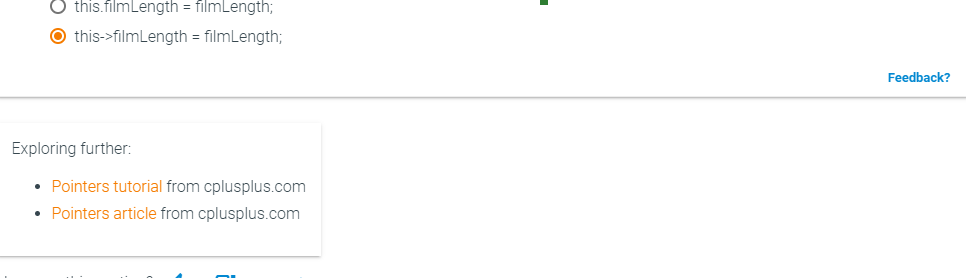 this.filmLength = filmLength;
this->filmLength = filmLength;
Feedback?
Exploring further:
Pointers tutorial from cplusplus.com
Pointers article from cplusplus.com